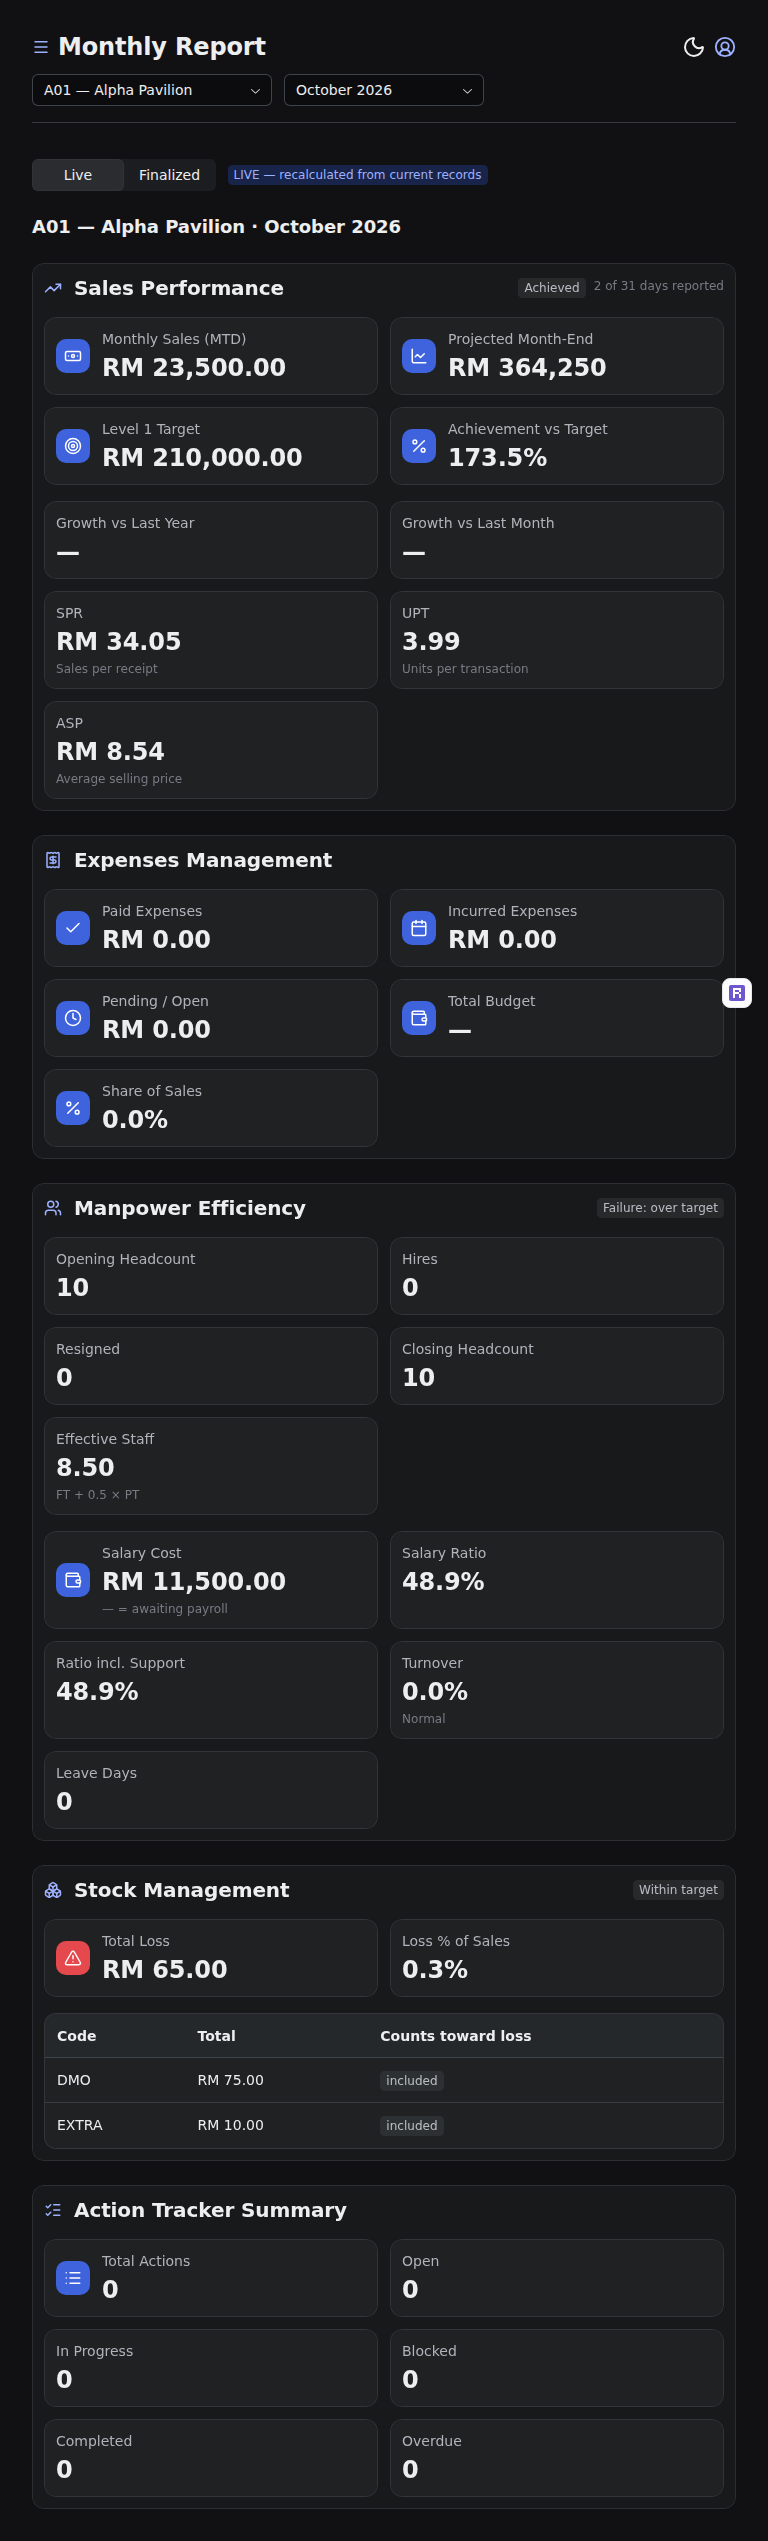 Monthly Report
A01 — Alpha Pavilion
October 2026
Live
Finalized
LIVE — recalculated from current records
A01 — Alpha Pavilion · October 2026
Sales Performance
Achieved
2 of 31 days reported
Monthly Sales (MTD)
RM 23,500.00
Projected Month-End
RM 364,250
Level 1 Target
RM 210,000.00
Achievement vs Target
173.5%
Growth vs Last Year
—
Growth vs Last Month
—
SPR
RM 34.05
Sales per receipt
UPT
3.99
Units per transaction
ASP
RM 8.54
Average selling price
Expenses Management
Paid Expenses
RM 0.00
Incurred Expenses
RM 0.00
Pending / Open
RM 0.00
Total Budget
—
Share of Sales
0.0%
Manpower Efficiency
Failure: over target
Opening Headcount
10
Hires
0
Resigned
0
Closing Headcount
10
Effective Staff
8.50
FT + 0.5 × PT
Salary Cost
RM 11,500.00
— = awaiting payroll
Salary Ratio
48.9%
Ratio incl. Support
48.9%
Turnover
0.0%
Normal
Leave Days
0
Stock Management
Within target
Total Loss
RM 65.00
Loss % of Sales
0.3%
Code Total Counts toward loss
DMO RM 75.00 included
EXTRA RM 10.00 included
Action Tracker Summary
Total Actions
0
Open
0
In Progress
0
Blocked
0
Completed
0
Overdue
0